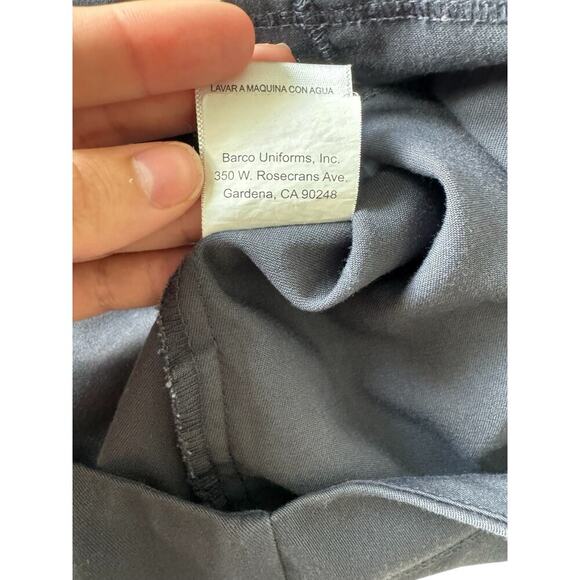 LAVAR A MAQUINA CON AGUA
Barco Uniforms, Inc.
350 W. Rosecrans Ave.
Gardena, CA 90248